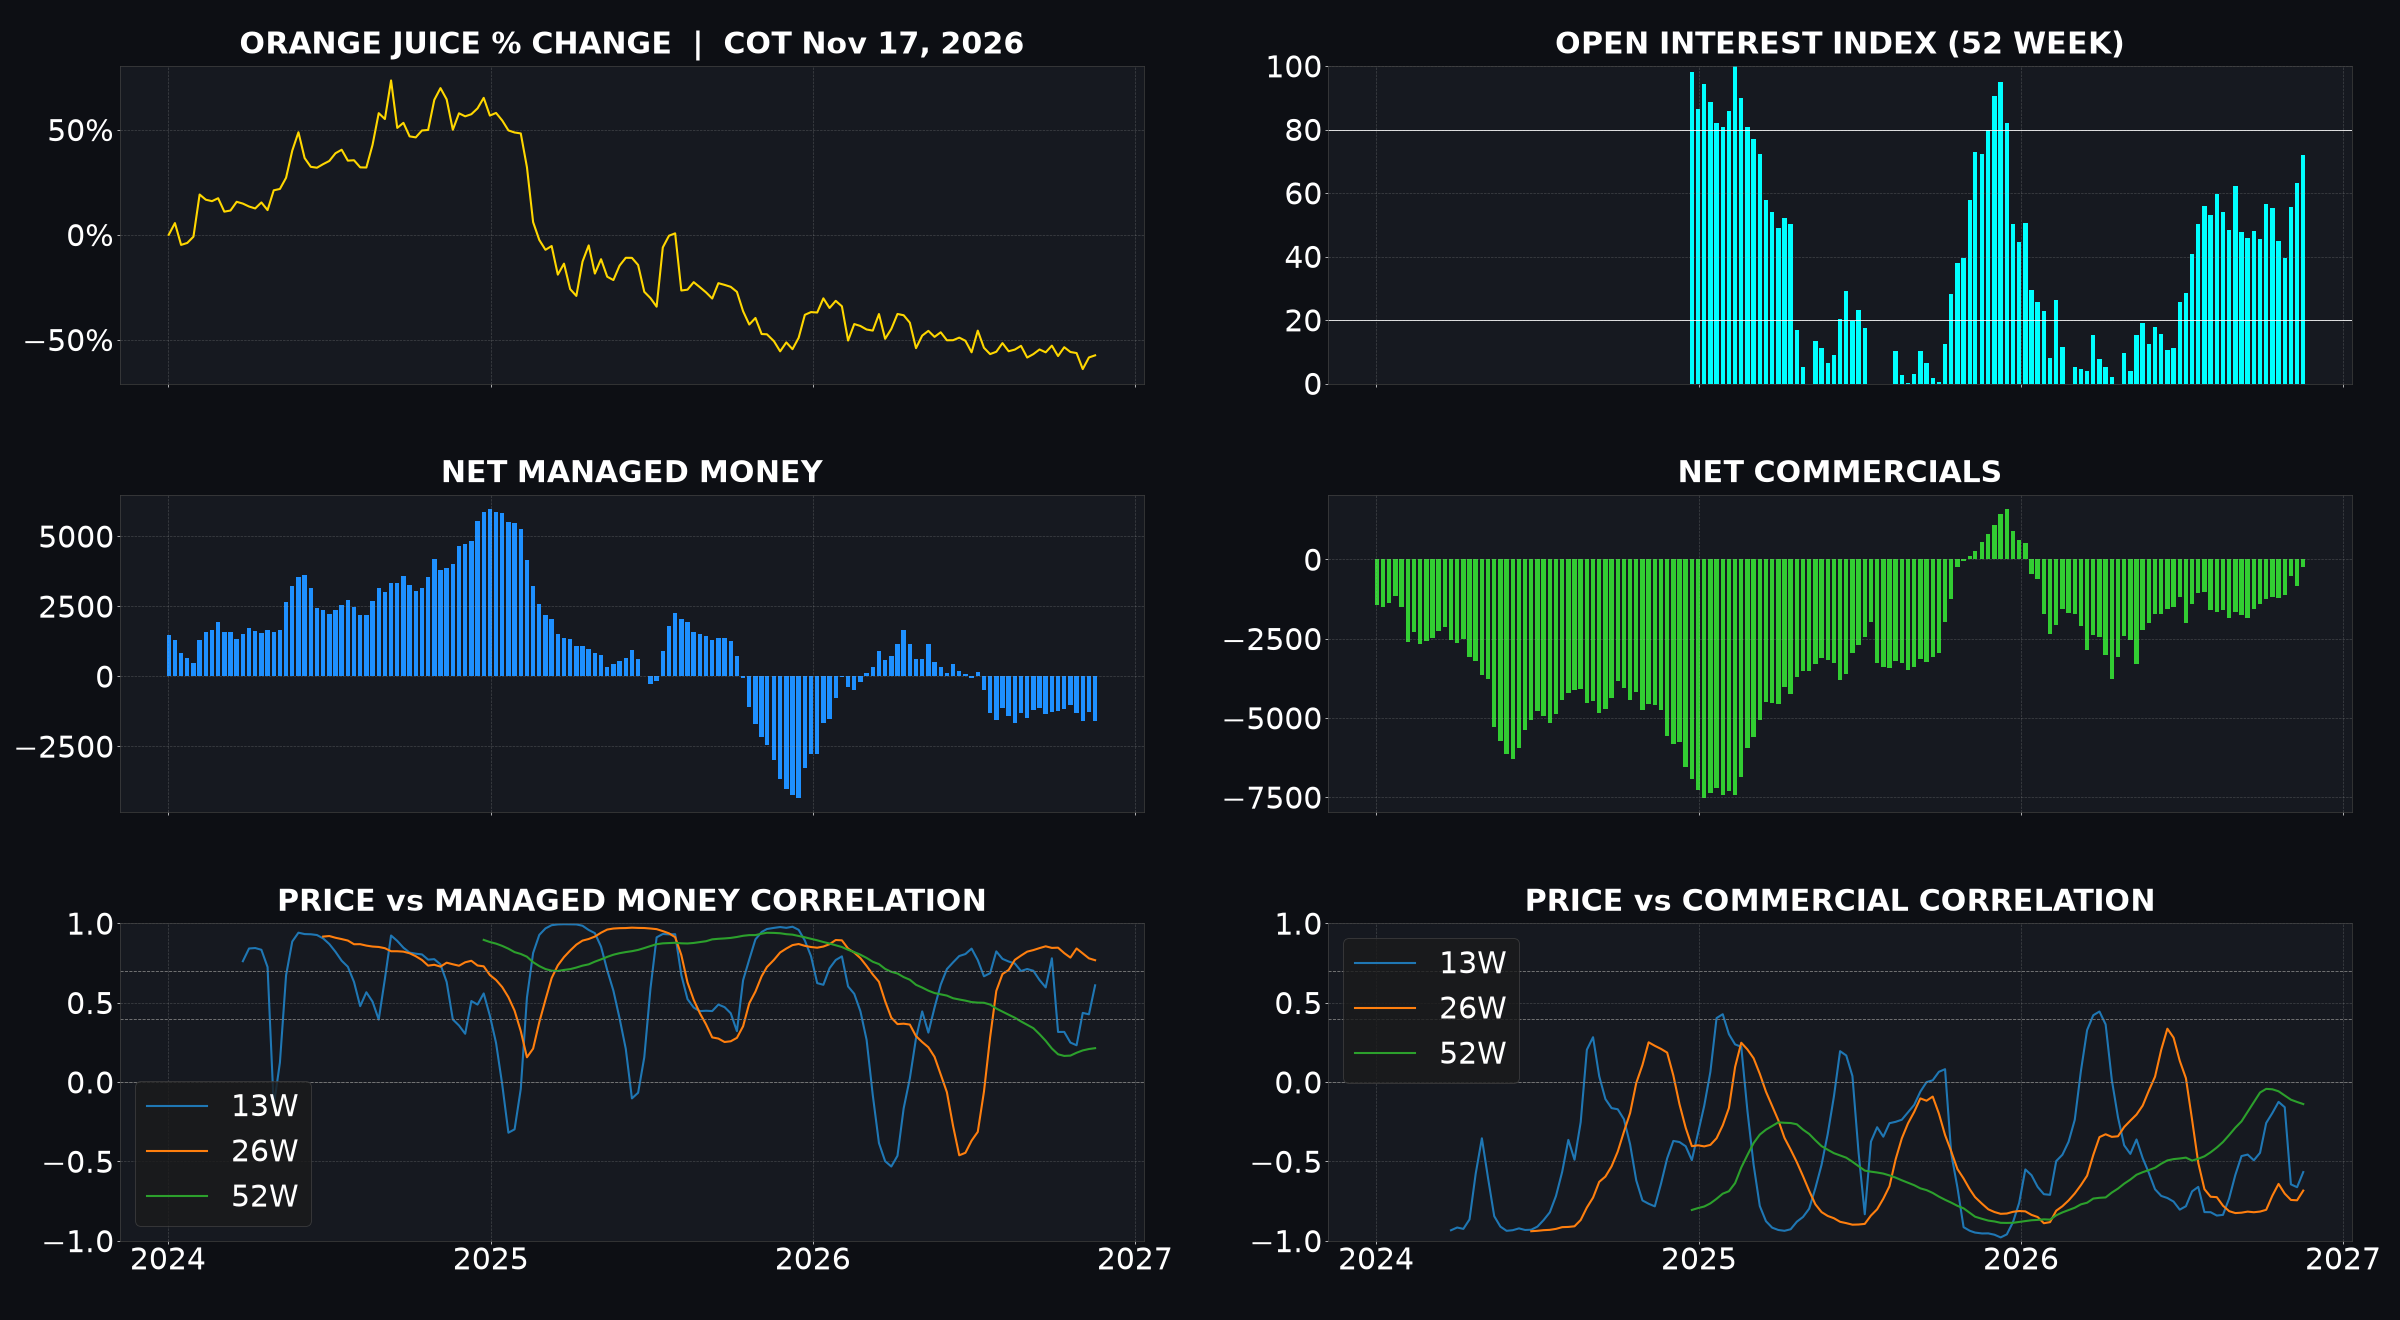 ORANGE JUICE % CHANGE | COT Nov 17, 2026
50%
0%
−50%
OPEN INTEREST INDEX (52 WEEK)
100
80
60
40
20
0
NET MANAGED MONEY
5000
2500
0
−2500
NET COMMERCIALS
0
−2500
−5000
−7500
PRICE vs MANAGED MONEY CORRELATION
1.0
0.5
0.0
−0.5
−1.0
13W
26W
52W
2024 2025 2026 2027
PRICE vs COMMERCIAL CORRELATION
1.0
0.5
0.0
−0.5
−1.0
13W
26W
52W
2024 2025 2026 2027